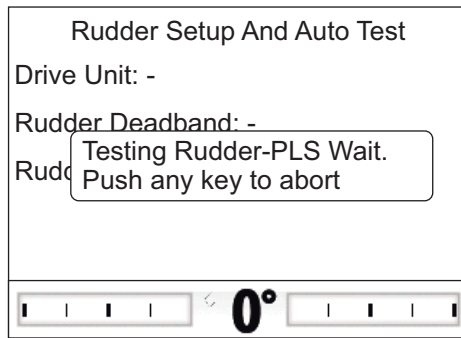 Rudder Setup And Auto Test
Drive Unit: -
Rudder Deadband: -
Testing Rudder-PLS Wait.
Push any key to abort
0°